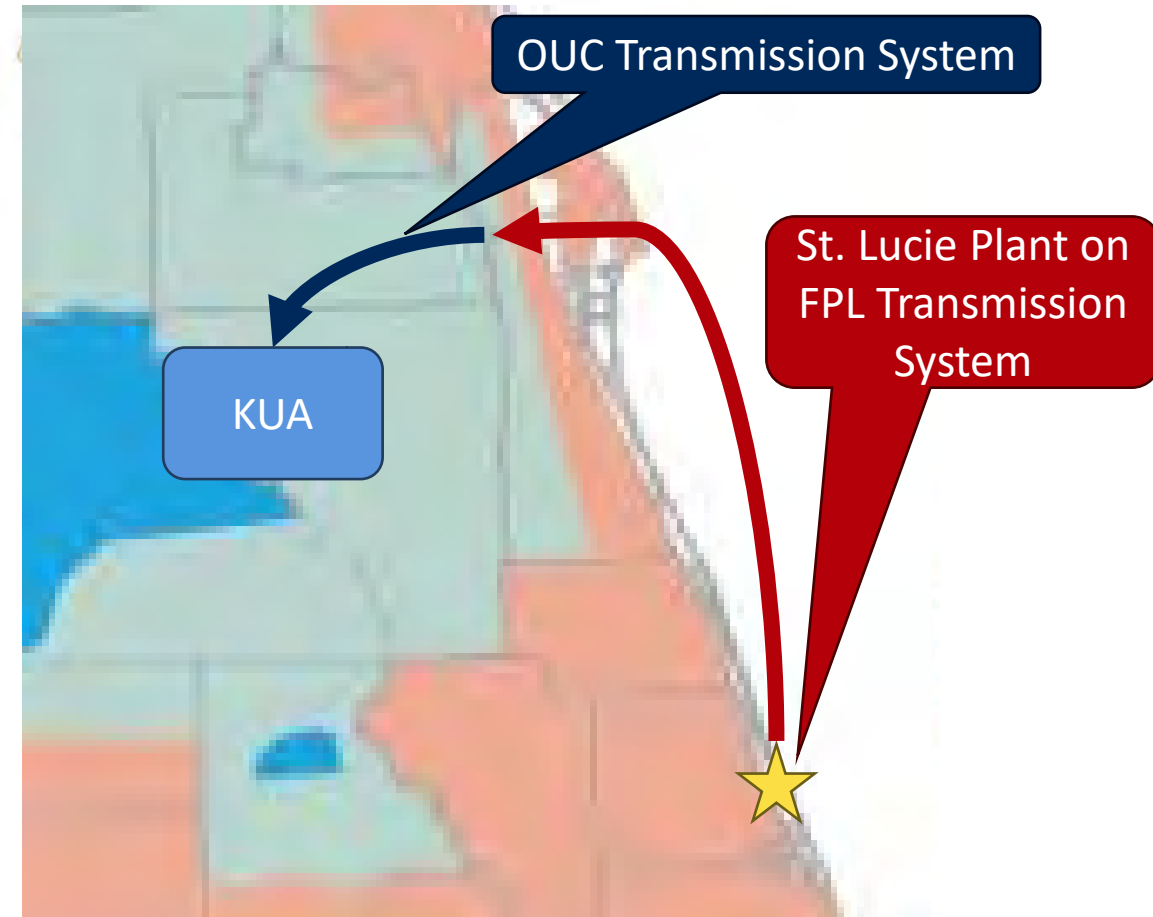 OUC Transmission System
St. Lucie Plant on
FPL Transmission
System
KUA